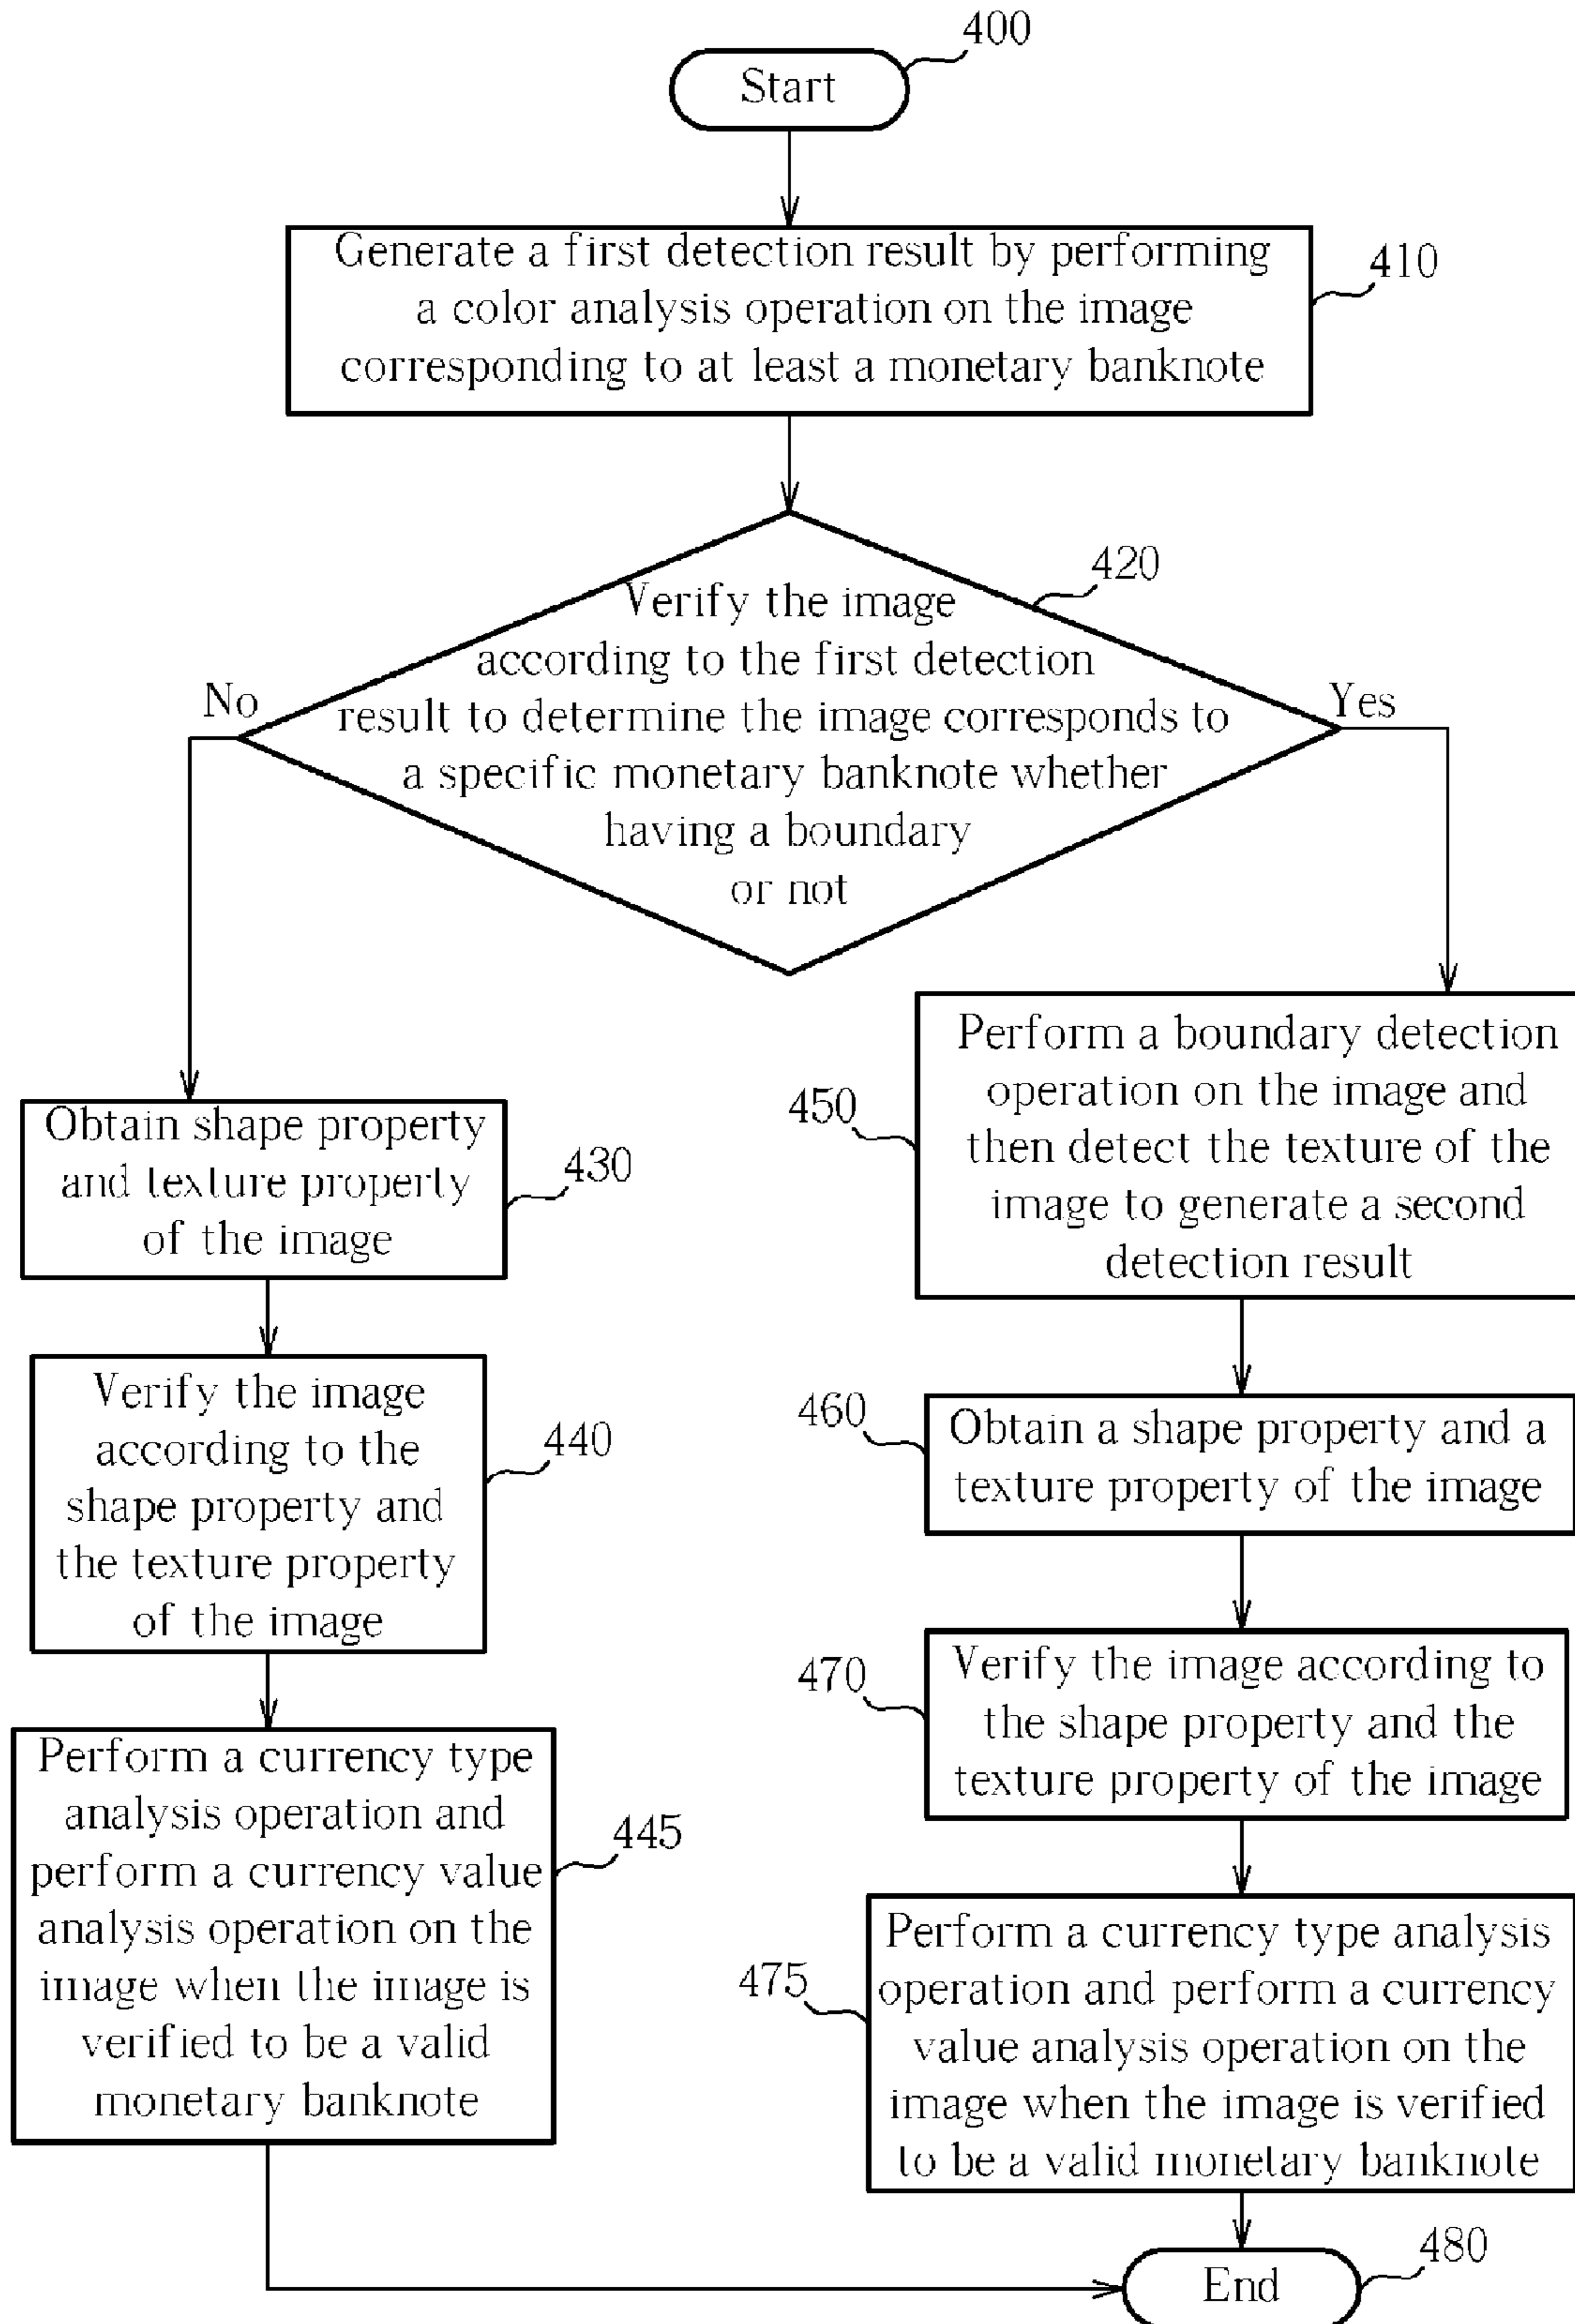 400
Start
Generate a first detection result by performing
a color analysis operation on the image
corresponding to at least a monetary banknote
410
420
Verify the image
according to the first detection
result to determine the image corresponds to
a specific monetary banknote whether
having a boundary
or not
No
Yes
Obtain shape property
and texture property
of the image
430
Verify the image
according to the
shape property and
the texture property
of the image
440
Perform a currency type
analysis operation and
perform a currency value
analysis operation on the
image when the image is
verified to be a valid
monetary banknote
445
450
Perform a boundary detection
operation on the image and
then detect the texture of the
image to generate a second
detection result
460
Obtain a shape property and a
texture property of the image
470
Verify the image according to
the shape property and the
texture property of the image
475
Perform a currency type analysis
operation and perform a currency
value analysis operation on the
image when the image is verified
to be a valid monetary banknote
End
480